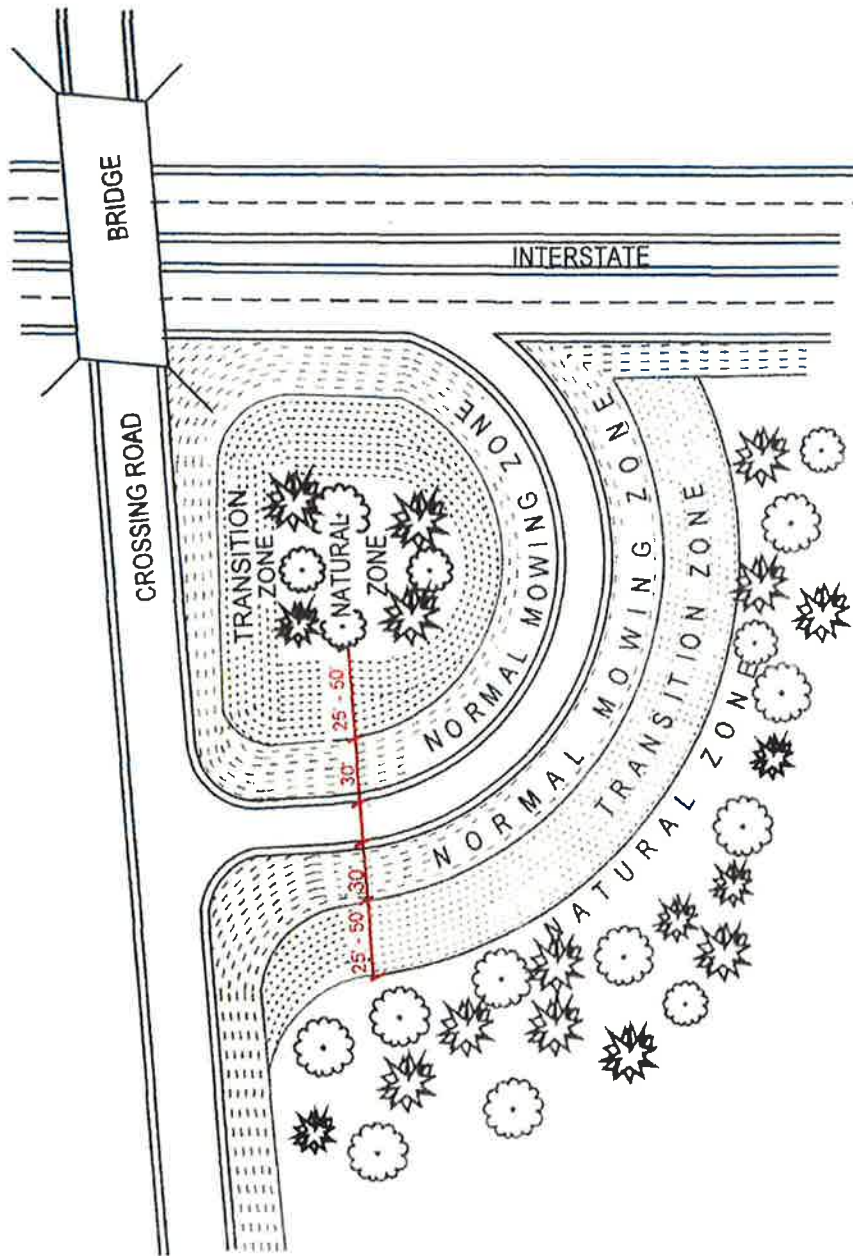 BRIDGE
INTERSTATE
CROSSING ROAD
TRANSITION
ZONE
NATURAL
ZONE
NORMAL MOWING ZONE
25' - 50'
30'
30'
25' - 50'
NORMAL MOWING ZONE
TRANSITION ZONE
NATURAL ZONE